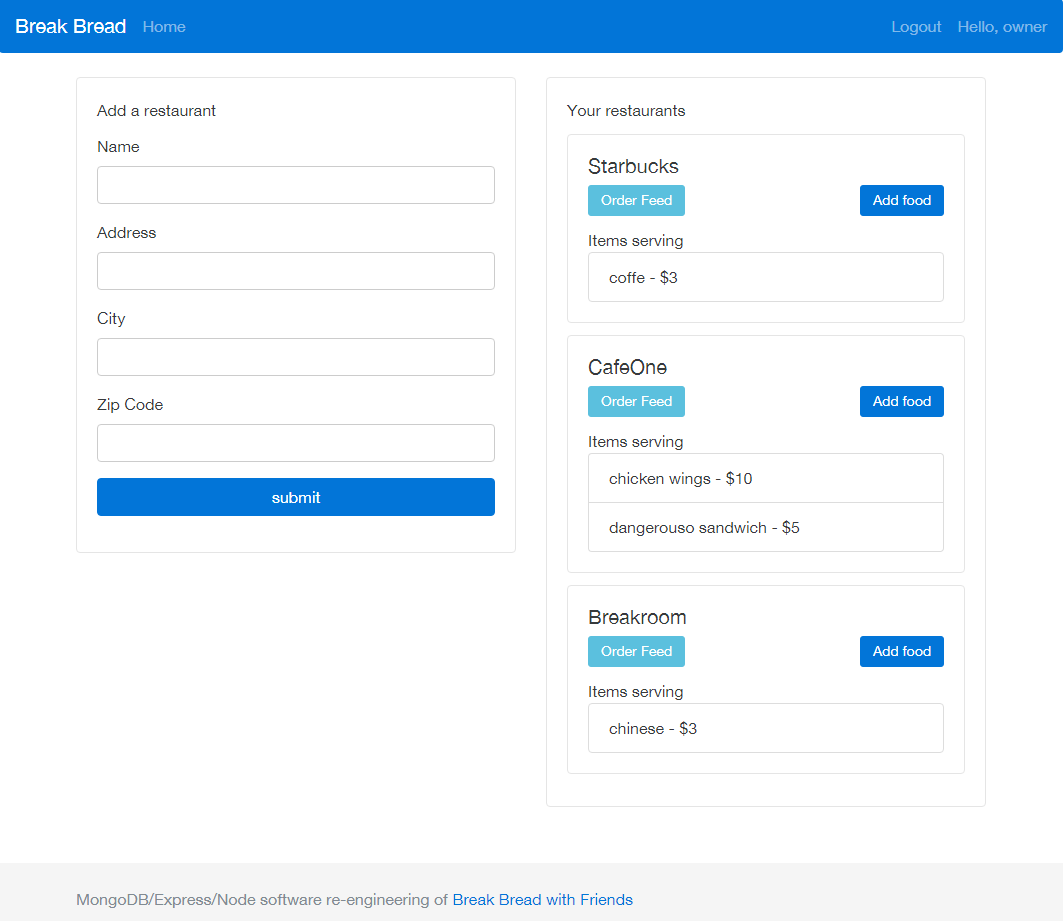 Break Bread Home Logout Hello, owner
Add a restaurant
Name
Address
City
Zip Code
submit
Your restaurants
Starbucks
Order Feed Add food
Items serving
coffe - $3
CafeOne
Order Feed Add food
Items serving
chicken wings - $10
dangerouso sandwich - $5
Breakroom
Order Feed Add food
Items serving
chinese - $3
MongoDB/Express/Node software re-engineering of Break Bread with Friends